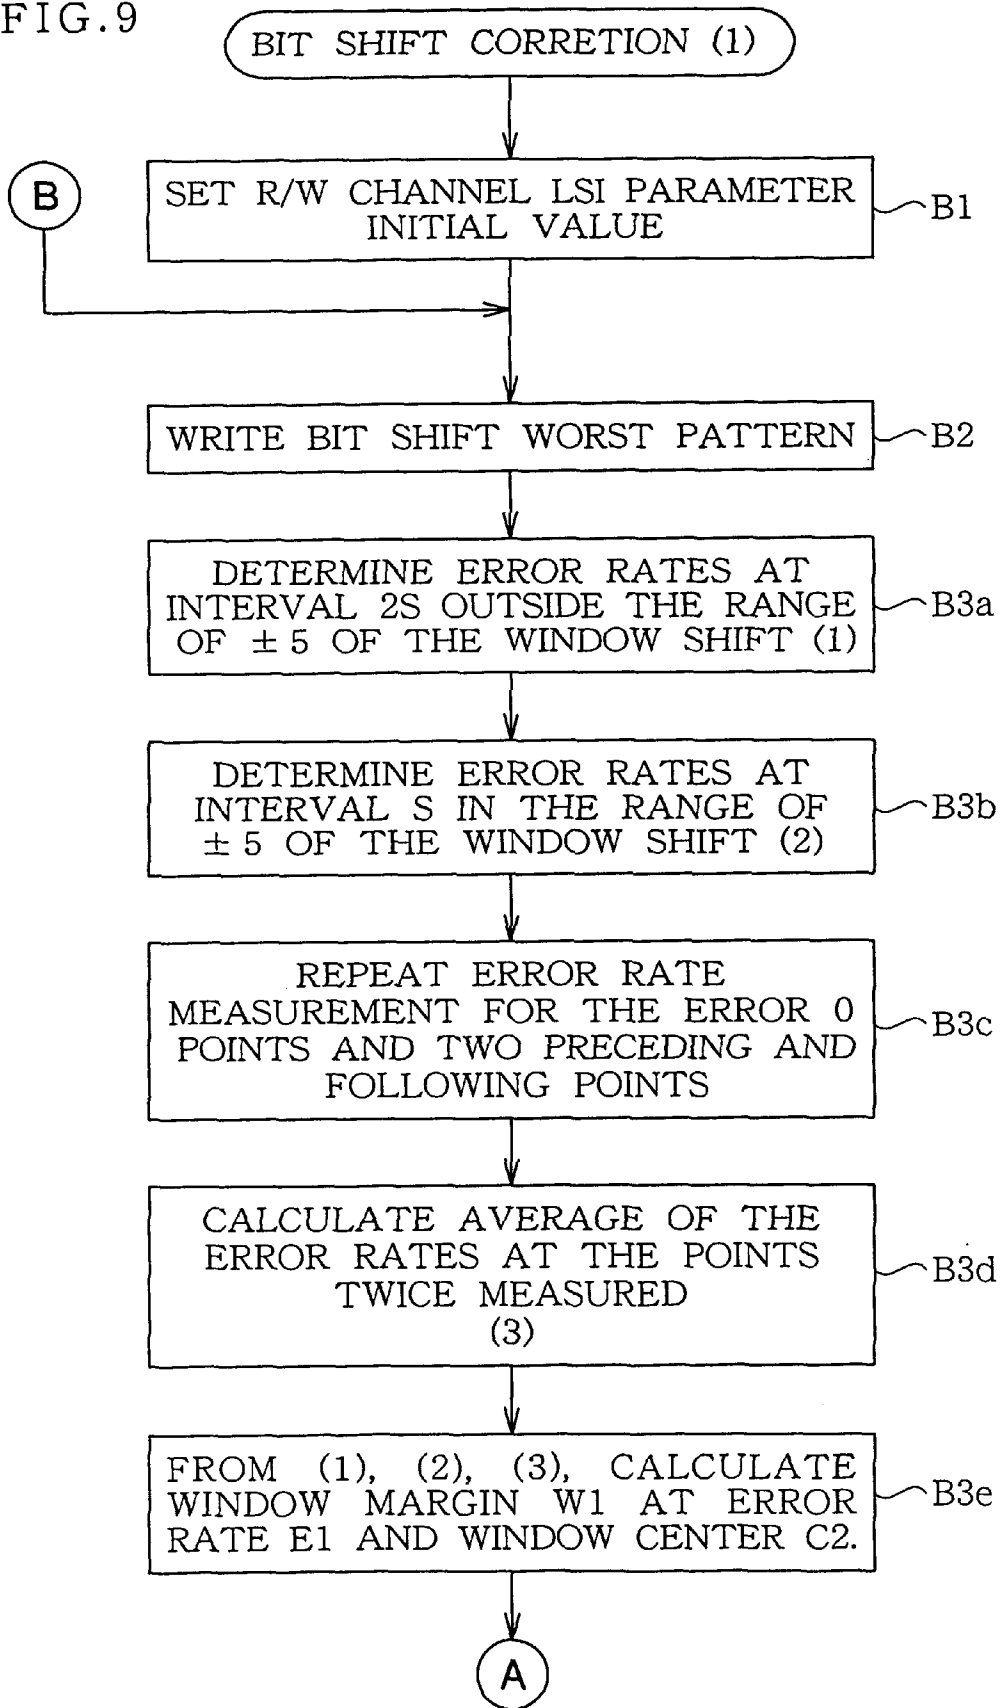 FIG.9
BIT SHIFT CORRETION (1)
B
SET R/W CHANNEL LSI PARAMETER
INITIAL VALUE
B1
WRITE BIT SHIFT WORST PATTERN
B2
DETERMINE ERROR RATES AT
INTERVAL 2S OUTSIDE THE RANGE
OF ± 5 OF THE WINDOW SHIFT (1)
B3a
DETERMINE ERROR RATES AT
INTERVAL S IN THE RANGE OF
± 5 OF THE WINDOW SHIFT (2)
B3b
REPEAT ERROR RATE
MEASUREMENT FOR THE ERROR 0
POINTS AND TWO PRECEDING AND
FOLLOWING POINTS
B3c
CALCULATE AVERAGE OF THE
ERROR RATES AT THE POINTS
TWICE MEASURED
(3)
B3d
FROM (1), (2), (3), CALCULATE
WINDOW MARGIN W1 AT ERROR
RATE E1 AND WINDOW CENTER C2.
B3e
A